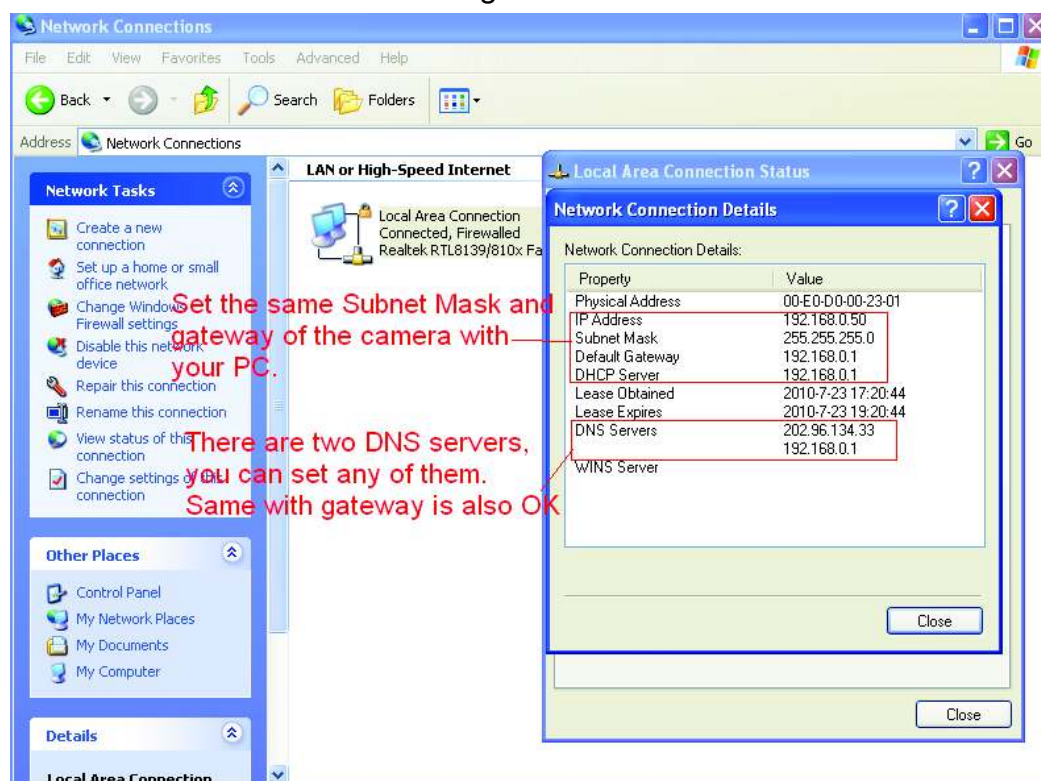 Network Connections
File Edit View Favorites Tools Advanced Help
Back Search Folders
Address Network Connections Go
Network Tasks
Create a new
connection
Set up a home or small
office network
Change Windows
Firewall settings
Disable this network
device
Repair this connection
Rename this connection
View status of this
connection
Change settings of this
connection
Other Places
Control Panel
My Network Places
My Documents
My Computer
Details
Local Area Connection
LAN or High-Speed Internet
Local Area Connection
Connected, Firewalled
Realtek RTL8139/810x Fa
Set the same Subnet Mask and
gateway of the camera with
your PC.
There are two DNS servers,
you can set any of them.
Same with gateway is also OK
Local Area Connection Status
Network Connection Details
Network Connection Details:
Property Value
Physical Address 00-E0-D0-00-23-01
IP Address 192.168.0.50
Subnet Mask 255.255.255.0
Default Gateway 192.168.0.1
DHCP Server 192.168.0.1
Lease Obtained 2010-7-23 17:20:44
Lease Expires 2010-7-23 19:20:44
DNS Servers 202.96.134.33
192.168.0.1
WINS Server
Close
Close